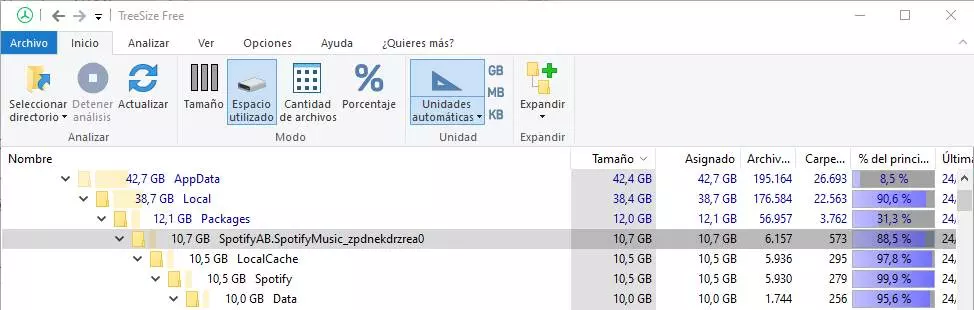 TreeSize Free
Archivo Inicio Analizar Ver Opciones Ayuda ¿Quieres más?
Seleccionar directorio Detener análisis Actualizar Tamaño Espacio utilizado Cantidad de archivos Porcentaje Unidades automáticas GB MB KB Expandir
Analizar Modo Unidad Expandir
Nombre Tamaño Asignado Archiv... Carpe... % del princi... Última
42,7 GB AppData 42,4 GB 42,7 GB 195.164 26.693 8,5 % 24/
38,7 GB Local 38,4 GB 38,7 GB 176.584 22.563 90,6 % 24/
12,1 GB Packages 12,0 GB 12,1 GB 56.957 3.762 31,3 % 24/
10,7 GB SpotifyAB.SpotifyMusic_zpdnekdrzrea0 10,7 GB 10,7 GB 6.157 573 88,5 % 24/
10,5 GB LocalCache 10,5 GB 10,5 GB 5.936 295 97,8 % 24/
10,5 GB Spotify 10,5 GB 10,5 GB 5.930 279 99,9 % 24/
10,0 GB Data 10,0 GB 10,0 GB 1.744 256 95,6 % 24/